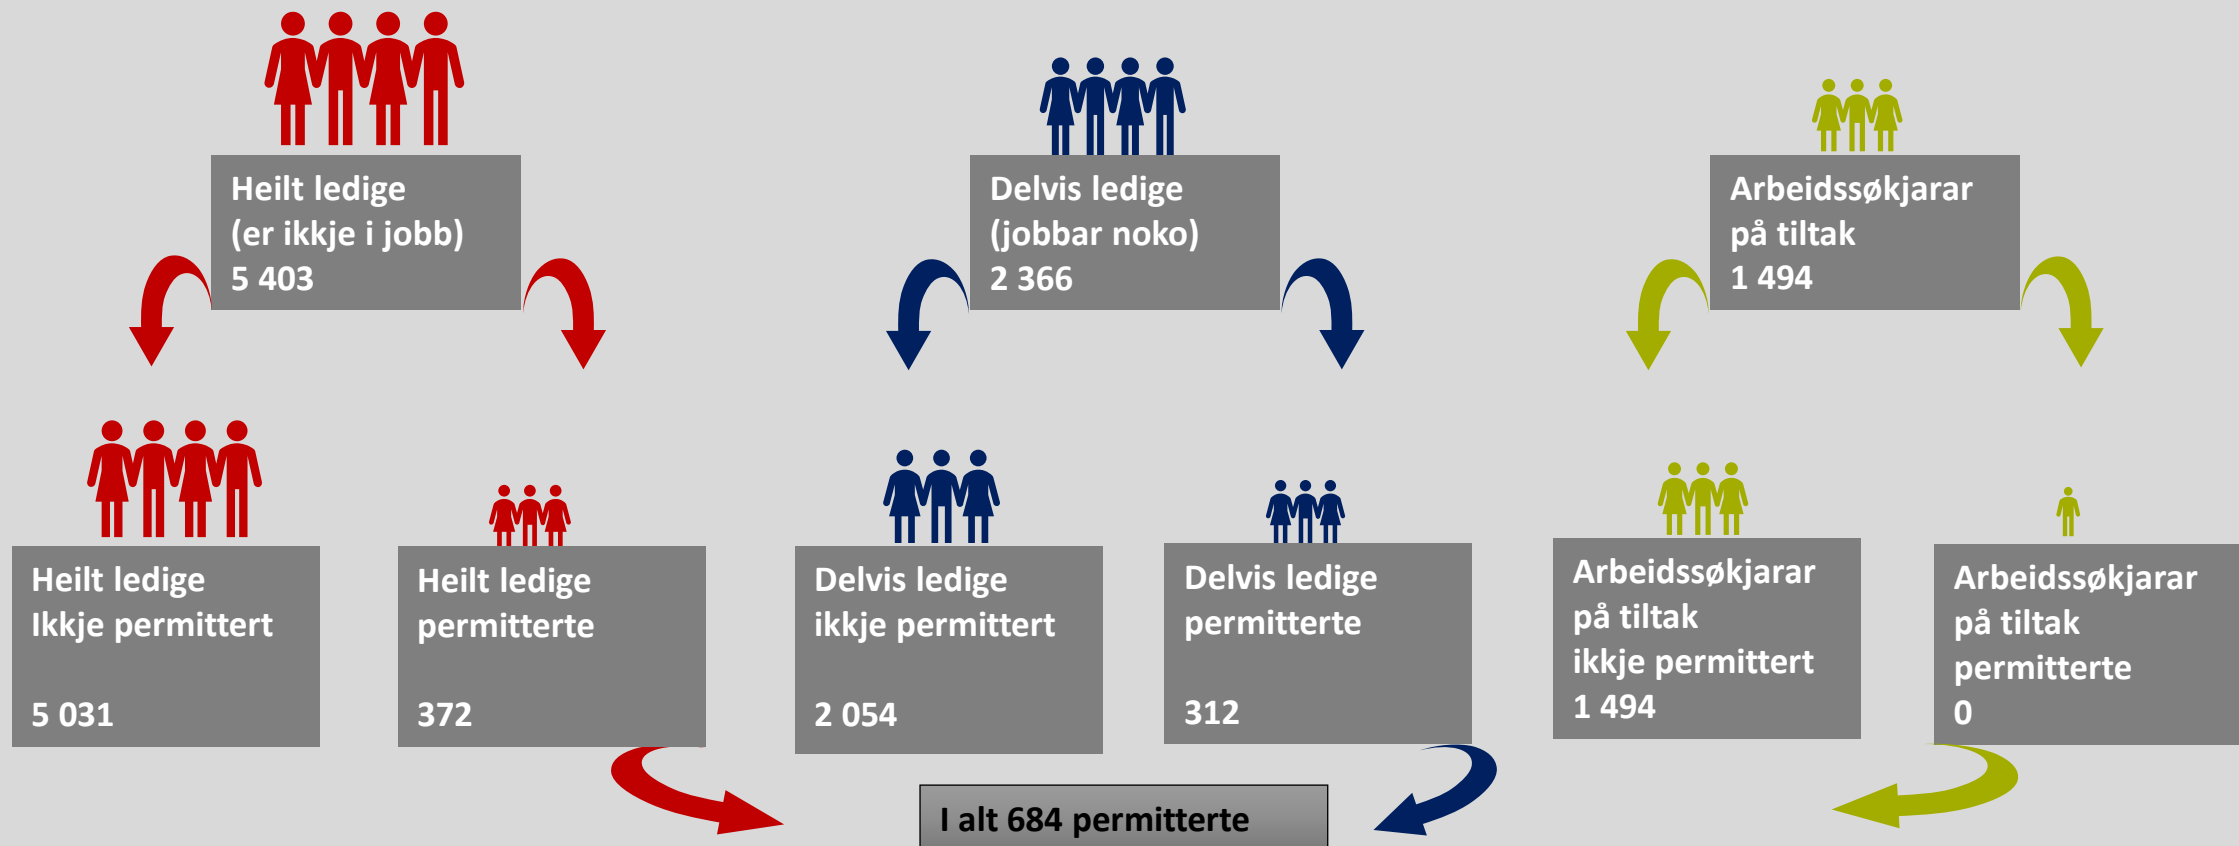 Heilt ledige
(er ikkje i jobb)
5 403
Delvis ledige
(jobbar noko)
2 366
Arbeidssøkjarar
på tiltak
1 494
Heilt ledige
Ikkje permittert
5 031
Heilt ledige
permitterte
372
Delvis ledige
ikkje permittert
2 054
Delvis ledige
permitterte
312
Arbeidssøkjarar
på tiltak
ikkje permittert
1 494
Arbeidssøkjarar
på tiltak
permitterte
0
I alt 684 permitterte